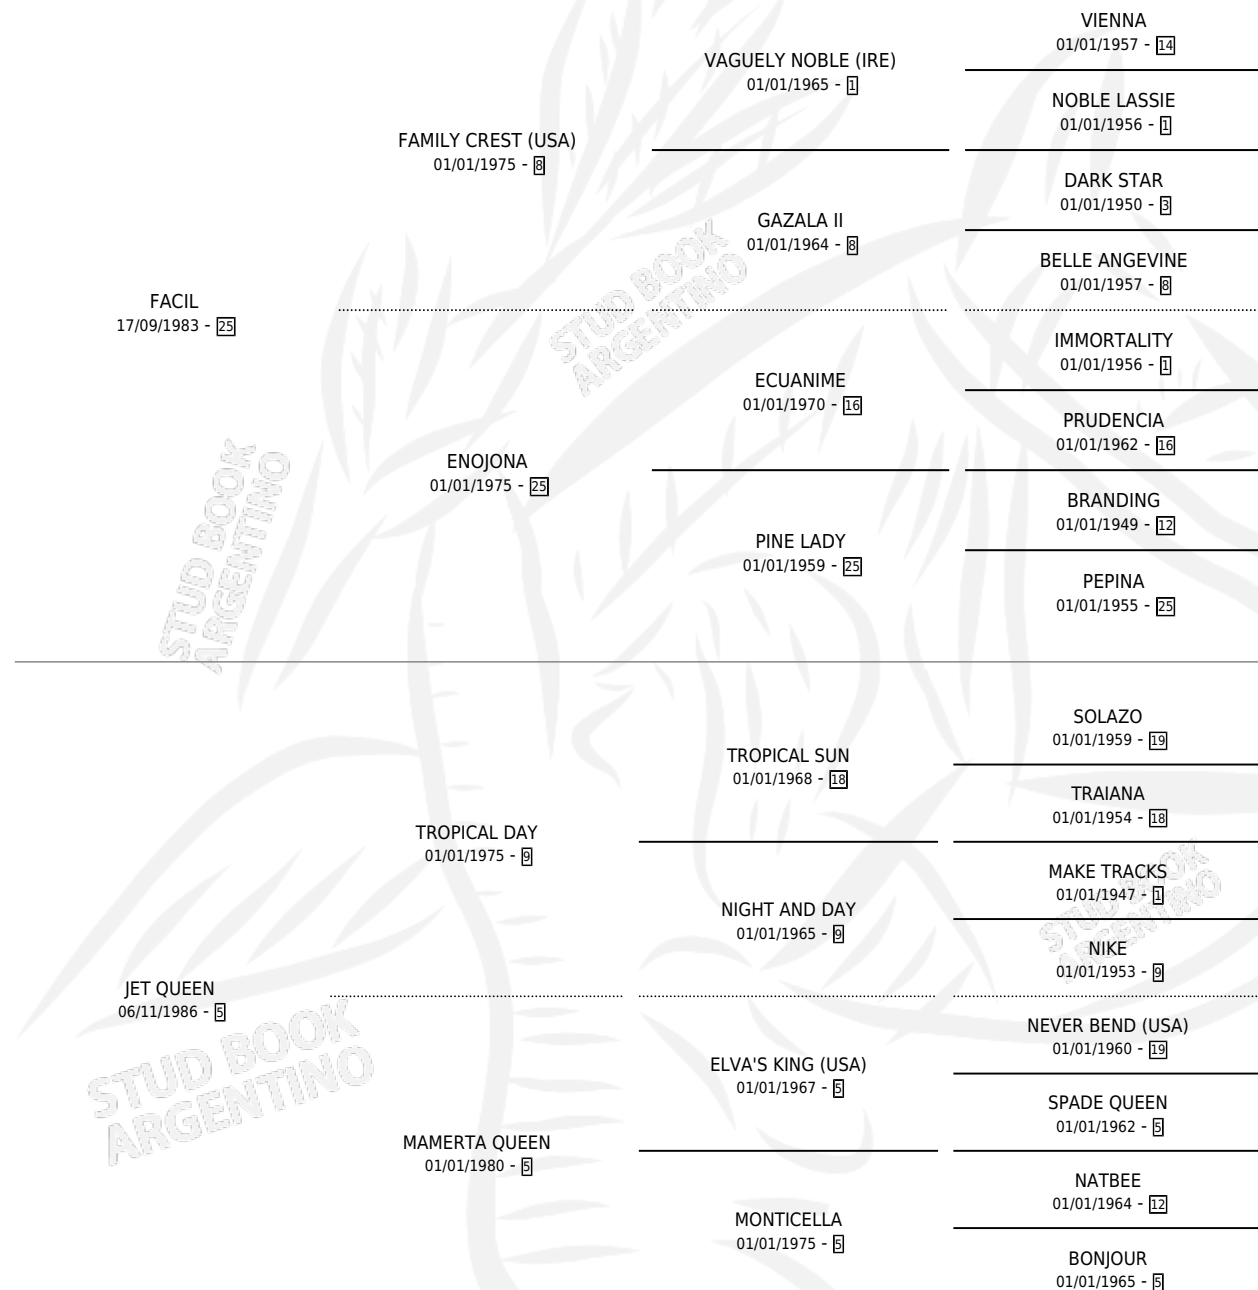 VIENNA
01/01/1957 - 14
VAGUELY NOBLE (IRE)
01/01/1965 - 1
NOBLE LASSIE
01/01/1956 - 1
FAMILY CREST (USA)
01/01/1975 - 8
DARK STAR
01/01/1950 - 3
GAZALA II
01/01/1964 - 8
BELLE ANGEVINE
01/01/1957 - 8
FACIL
17/09/1983 - 25
IMMORTALITY
01/01/1956 - 1
ECUANIME
01/01/1970 - 16
PRUDENCIA
01/01/1962 - 16
ENOJONA
01/01/1975 - 25
BRANDING
01/01/1949 - 12
PINE LADY
01/01/1959 - 25
PEPINA
01/01/1955 - 25
SOLAZO
01/01/1959 - 19
TROPICAL SUN
01/01/1968 - 18
TRAIANA
01/01/1954 - 18
TROPICAL DAY
01/01/1975 - 9
MAKE TRACKS
01/01/1947 - 1
NIGHT AND DAY
01/01/1965 - 9
NIKE
01/01/1953 - 9
JET QUEEN
06/11/1986 - 5
NEVER BEND (USA)
01/01/1960 - 19
ELVA'S KING (USA)
01/01/1967 - 5
SPADE QUEEN
01/01/1962 - 5
MAMERTA QUEEN
01/01/1980 - 5
NATBEE
01/01/1964 - 12
MONTICELLA
01/01/1975 - 5
BONJOUR
01/01/1965 - 5
STUD BOOK
ARGENTINO
STUD BOOK
ARGENTINO
STUD BOOK
ARGENTINO
STUD BOOK
ARGENTINO